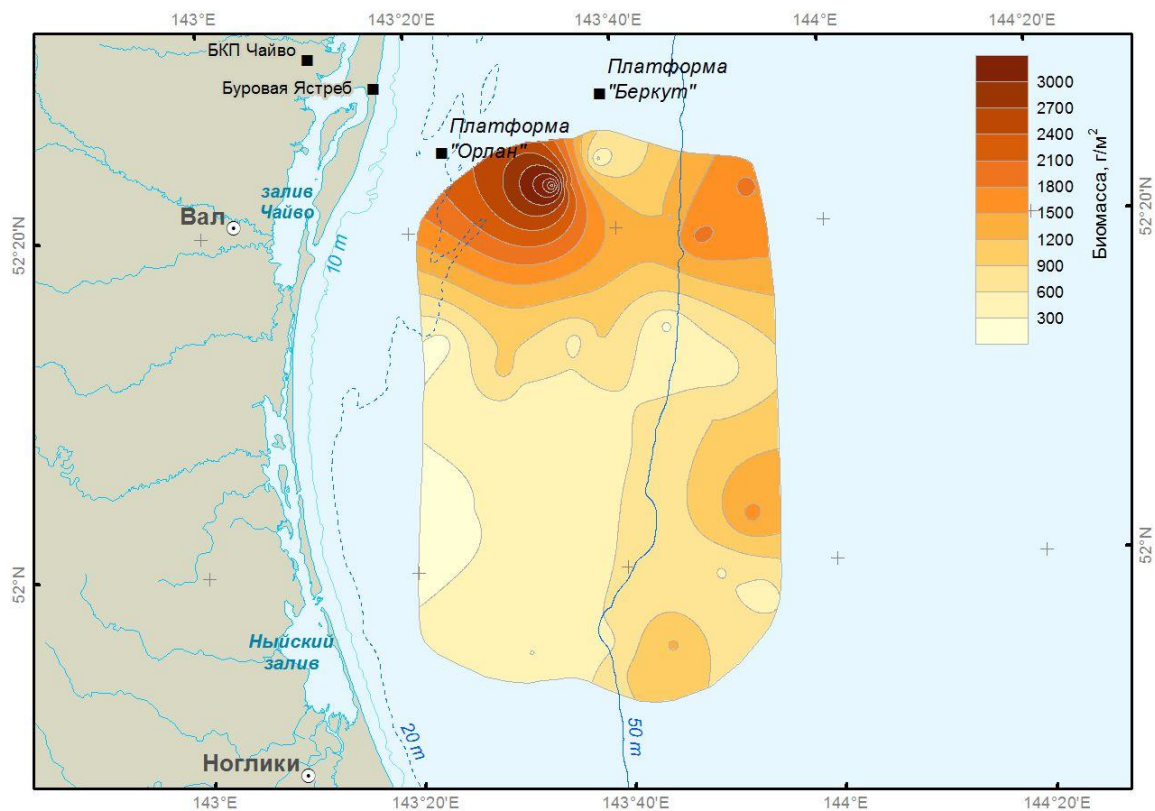 143°E
143°20'E
143°40'E
144°E
144°20'E
БКП Чайво
Буровая Ястреб
Платформа
"Беркут"
Платформа
"Орлан"
залив
Чайво
Вал
10 m
52°20'N
52°20'N
3000
2700
2400
2100
1800
1500
1200
900
600
300
Биомасса, г/м²
52°N
52°N
Ныйский
залив
Ноглики
20 m
50 m
143°E
143°20'E
143°40'E
144°E
144°20'E